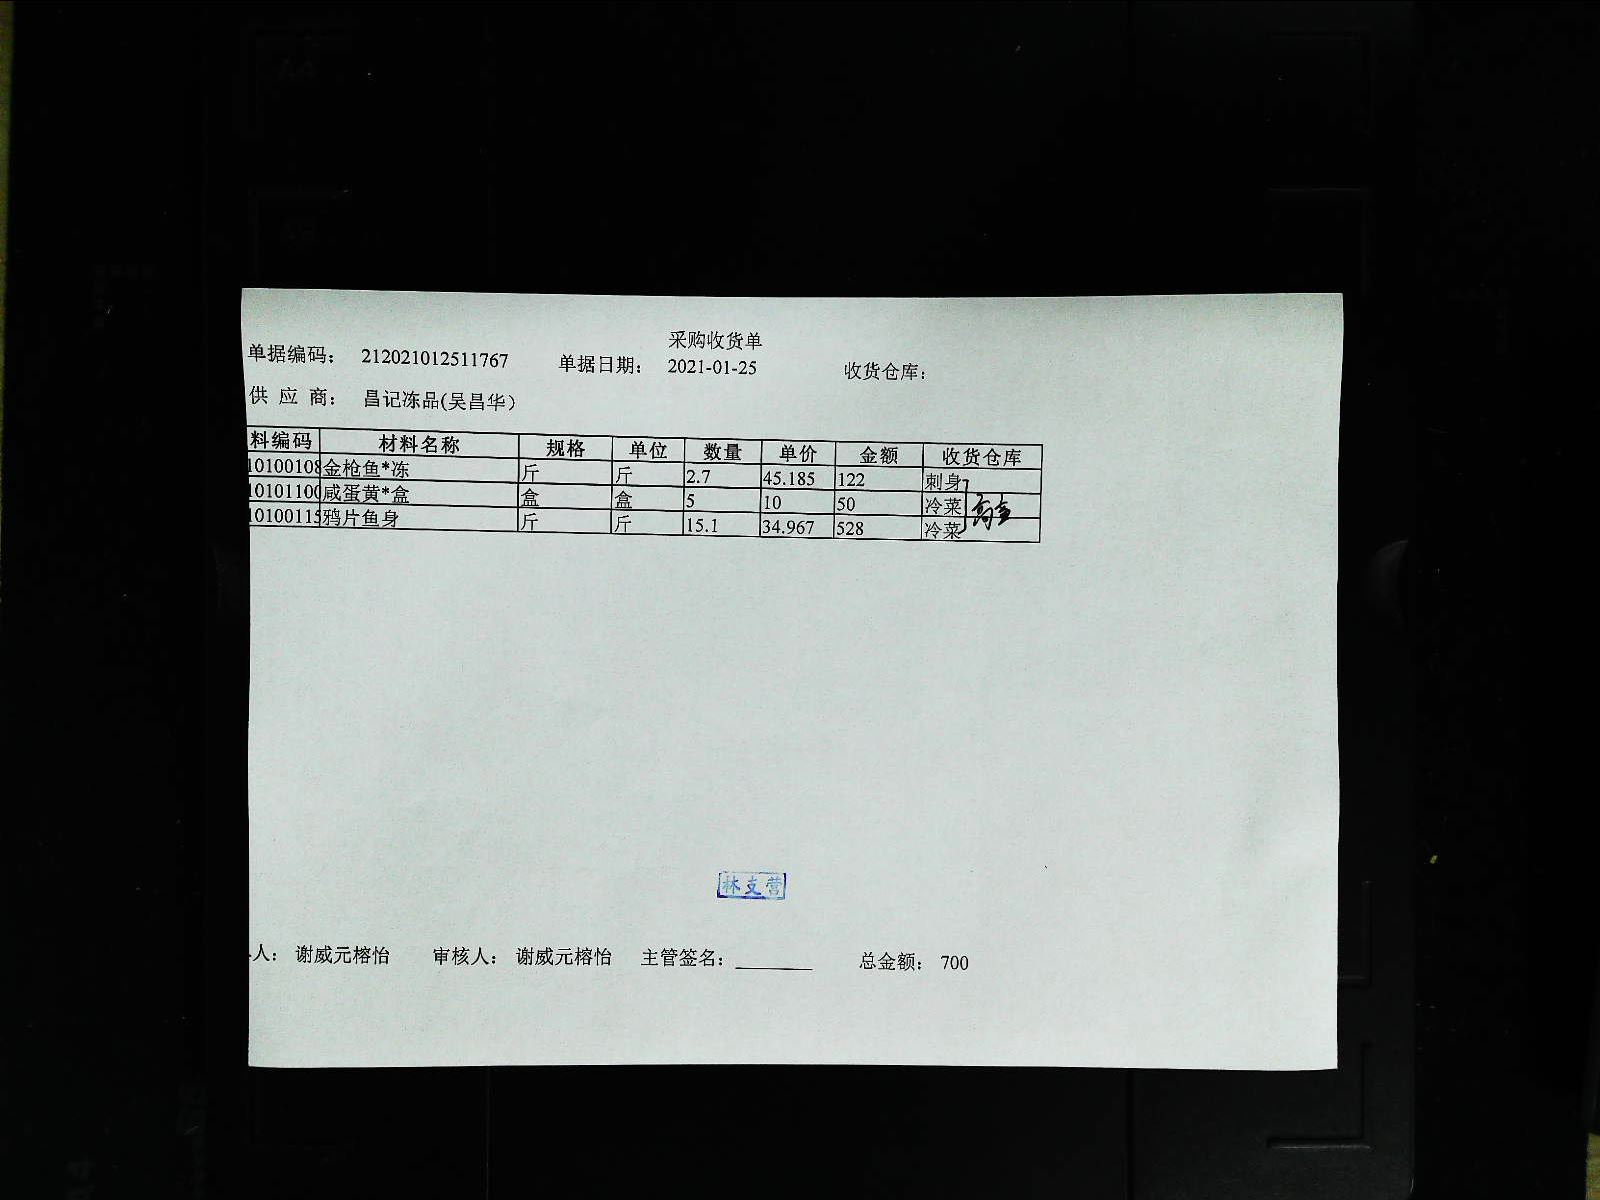 采购收货单
单据编码： 212021012511767 单据日期： 2021-01-25 收货仓库：
供 应 商： 昌记冻品(吴昌华）
料编码 材料名称 规格 单位 数量 单价 金额 收货仓库
10100108 金枪鱼*冻 斤 斤 2.7 45.185 122 刺身
10101100 咸蛋黄*盒 盒 盒 5 10 50 冷菜
10100115 鸦片鱼身 斤 斤 15.1 34.967 528 冷菜
林支营
人： 谢威元榕怡 审核人： 谢威元榕怡 主管签名： 总金额： 700